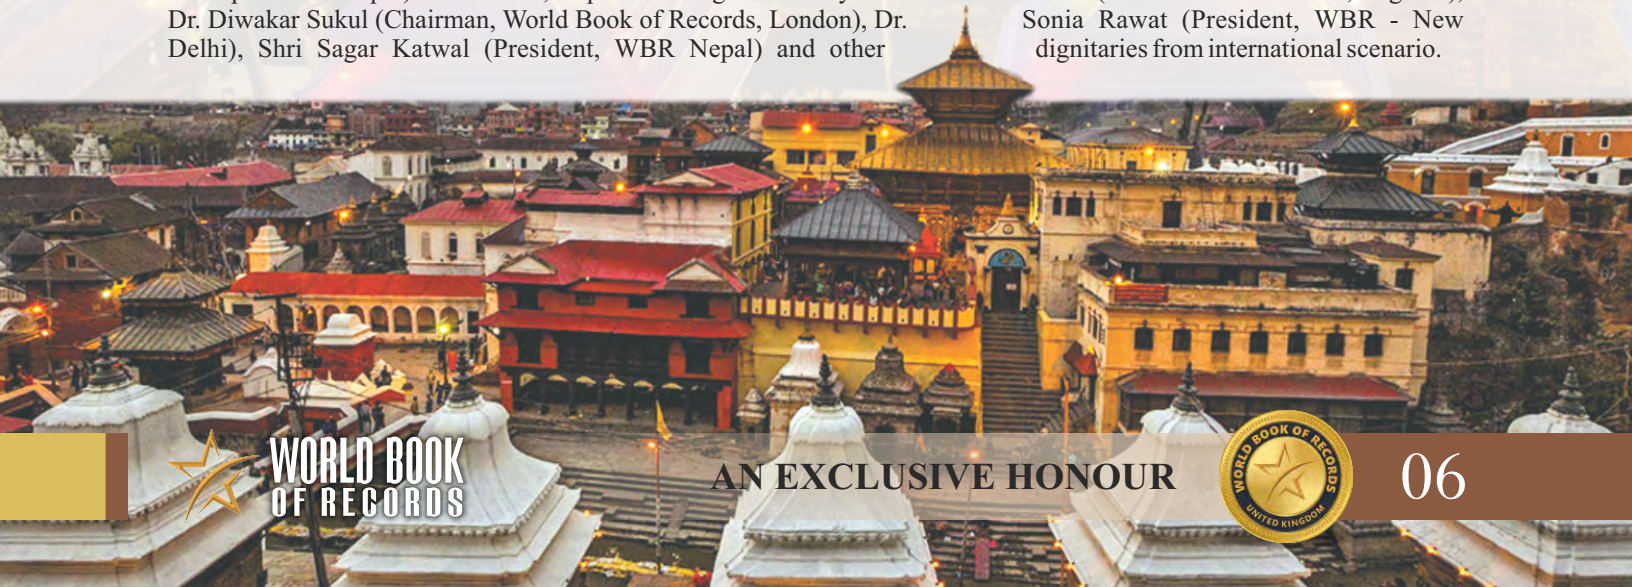 Dr. Diwakar Sukul (Chairman, World Book of Records, London), Dr. Sonia Rawat (President, WBR - New
Delhi), Shri Sagar Katwal (President, WBR Nepal) and other dignitaries from international scenario.
WORLD BOOK
OF RECORDS
AN EXCLUSIVE HONOUR
WORLD BOOK OF RECORDS
UNITED KINGDOM
06